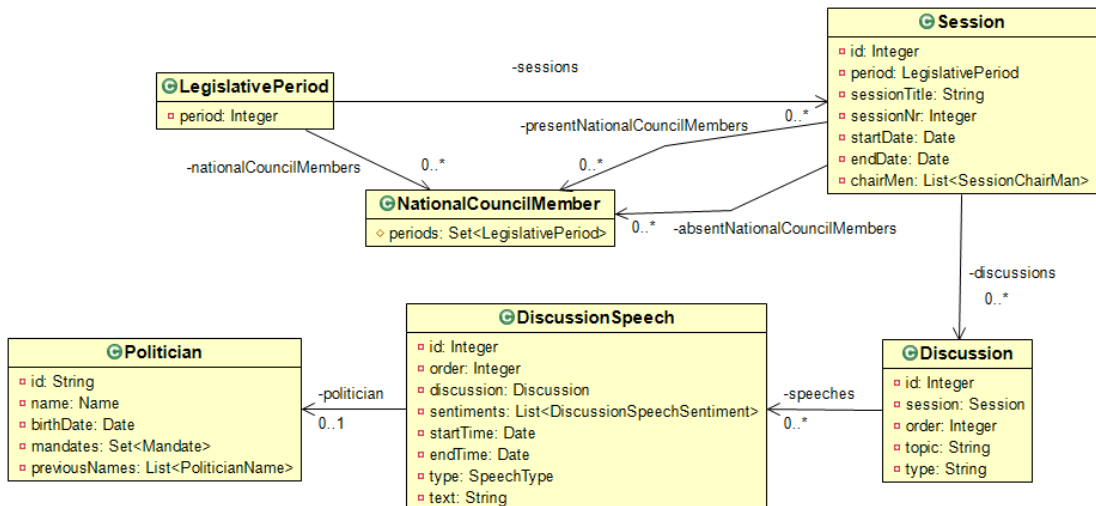 C Session
id: Integer
period: LegislativePeriod
sessionTitle: String
sessionNr: Integer
startDate: Date
endDate: Date
chairMen: List<SessionChairMan>
C LegislativePeriod
period: Integer
-sessions
0..*
-presentNationalCouncilMembers
0..*
-nationalCouncilMembers
0..*
C NationalCouncilMember
periods: Set<LegislativePeriod>
0..*
-absentNationalCouncilMembers
-discussions
0..*
C Politician
id: String
name: Name
birthDate: Date
mandates: Set<Mandate>
previousNames: List<PoliticianName>
-politician
0..1
C DiscussionSpeech
id: Integer
order: Integer
discussion: Discussion
sentiments: List<DiscussionSpeechSentiment>
startTime: Date
endTime: Date
type: SpeechType
text: String
-speeches
0..*
C Discussion
id: Integer
session: Session
order: Integer
topic: String
type: String